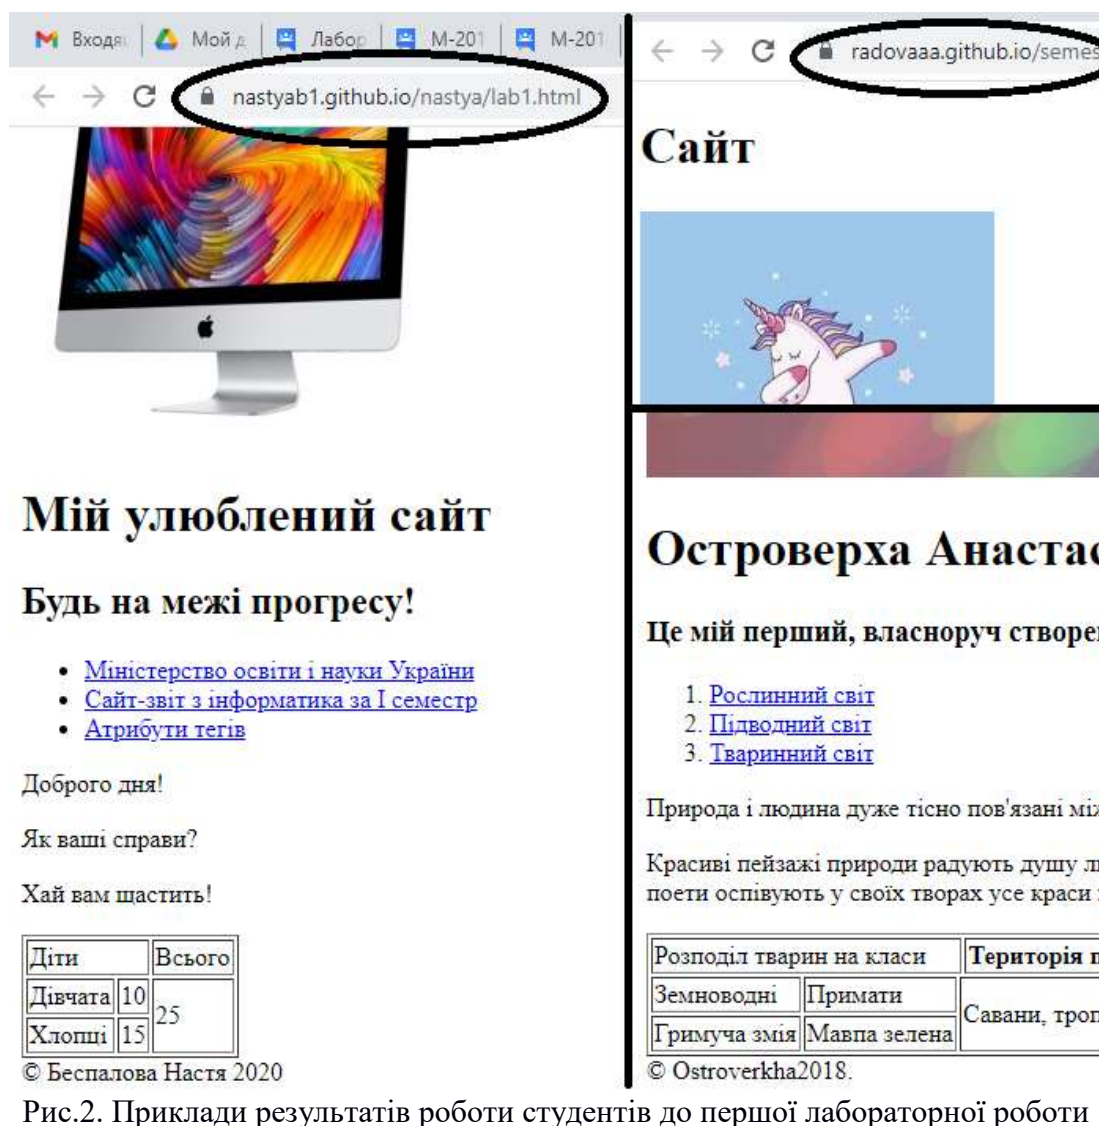 Входя
Мой д
Лабор
М-201
М-201
nastyab1.github.io/nastya/lab1.html
Мій улюблений сайт
Будь на межі прогресу!
• Міністерство освіти і науки України
• Сайт-звіт з інформатика за І семестр
• Атрибути тегів
Доброго дня!
Як ваші справи?
Хай вам щастить!
Діти Всього
Дівчата 10 25
Хлопці 15
© Беспалова Настя 2020
radovaaa.github.io/semes
Сайт
Островерха Анастас
Це мій перший, власноруч створен
1. Рослинний світ
2. Підводний світ
3. Тваринний світ
Природа і людина дуже тісно пов'язані між
Красиві пейзажі природи радують душу л
поети оспівують у своїх творах усе краси
Розподіл тварин на класи Територія п
Земноводні Примати Савани, троп
Гримуча змія Мавпа зелена
© Ostroverkha2018.
Рис.2. Приклади результатів роботи студентів до першої лабораторної роботи